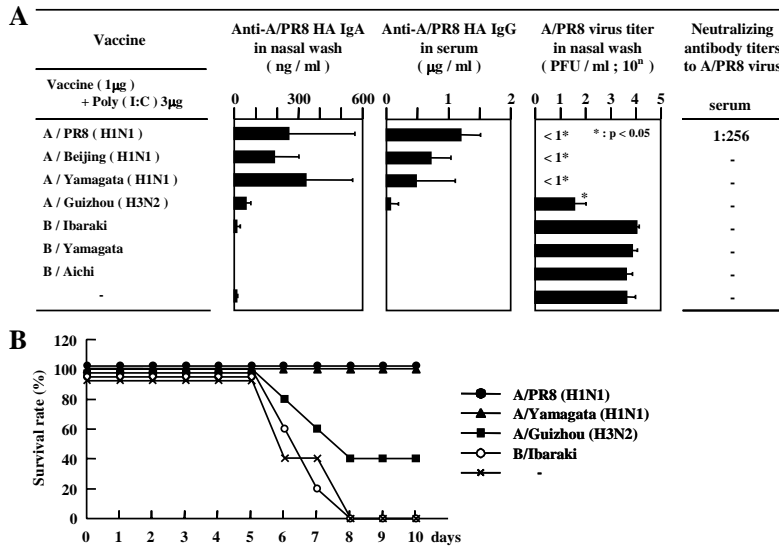 A
Vaccine
Anti-A/PR8 HA IgA
in nasal wash
( ng / ml )
Anti-A/PR8 HA IgG
in serum
( μg / ml )
A/PR8 virus titer
in nasal wash
( PFU / ml ; 10ⁿ )
Neutralizing
antibody titers
to A/PR8 virus
Vaccine ( 1μg )
+ Poly ( I:C ) 3μg
serum
0 300 600
0 1 2
0 1 2 3 4 5
A / PR8 ( H1N1 ) < 1* * : p < 0.05 1:256
A / Beijing ( H1N1 ) < 1* -
A / Yamagata ( H1N1 ) < 1* -
A / Guizhou ( H3N2 ) * -
B / Ibaraki -
B / Yamagata -
B / Aichi -
- -
B
Survival rate (%)
120
100
80
60
40
20
0
0 1 2 3 4 5 6 7 8 9 10 days
A/PR8 (H1N1)
A/Yamagata (H1N1)
A/Guizhou (H3N2)
B/Ibaraki
-